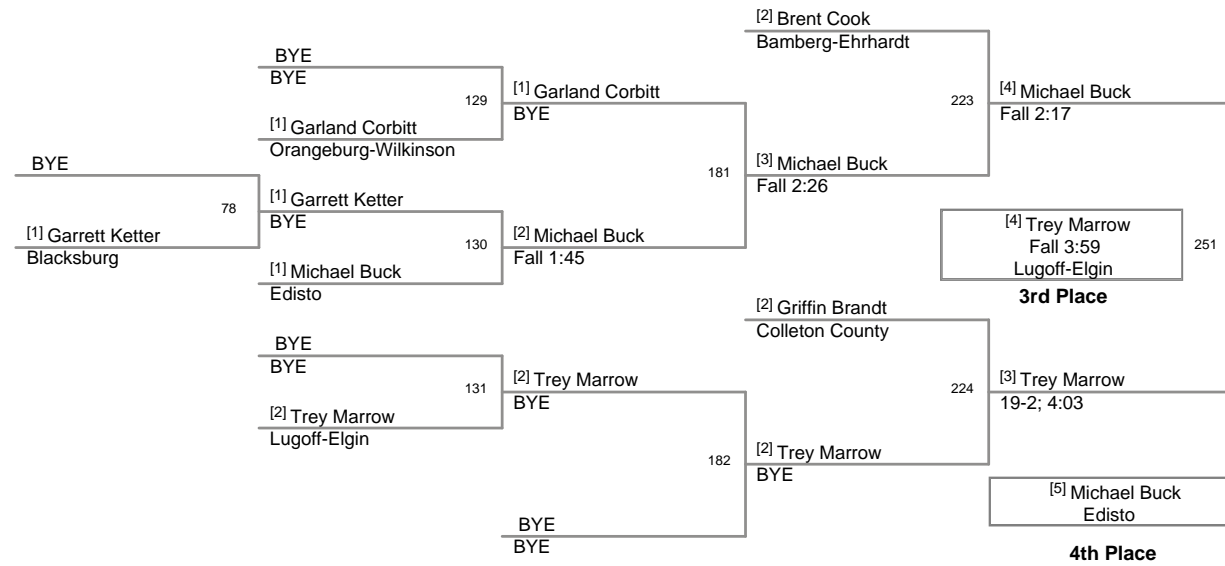 [2] Brent Cook
Bamberg-Ehrhardt
BYE
BYE
129
[1] Garland Corbitt
BYE
223
[4] Michael Buck
Fall 2:17
[1] Garland Corbitt
Orangeburg-Wilkinson
BYE
181
[3] Michael Buck
Fall 2:26
78
[1] Garrett Ketter
BYE
[1] Garrett Ketter
Blacksburg
130
[2] Michael Buck
Fall 1:45
[4] Trey Marrow
Fall 3:59
Lugoff-Elgin
251
3rd Place
[1] Michael Buck
Edisto
[2] Griffin Brandt
Colleton County
BYE
BYE
131
[2] Trey Marrow
BYE
224
[3] Trey Marrow
19-2; 4:03
[2] Trey Marrow
Lugoff-Elgin
182
[2] Trey Marrow
BYE
[5] Michael Buck
Edisto
4th Place
BYE
BYE